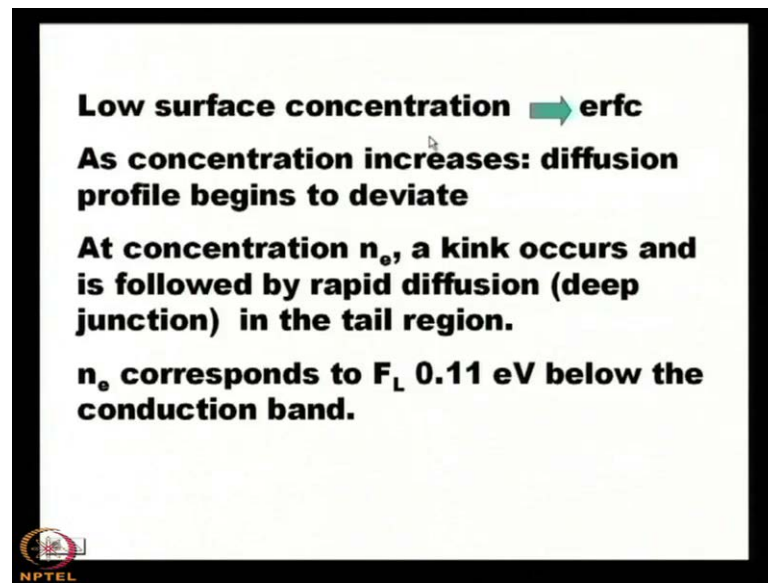 Low surface concentration ➡ erfc
As concentration increases: diffusion
profile begins to deviate
At concentration nₑ, a kink occurs and
is followed by rapid diffusion (deep
junction) in the tail region.
nₑ corresponds to F_L 0.11 eV below the
conduction band.
NPTEL